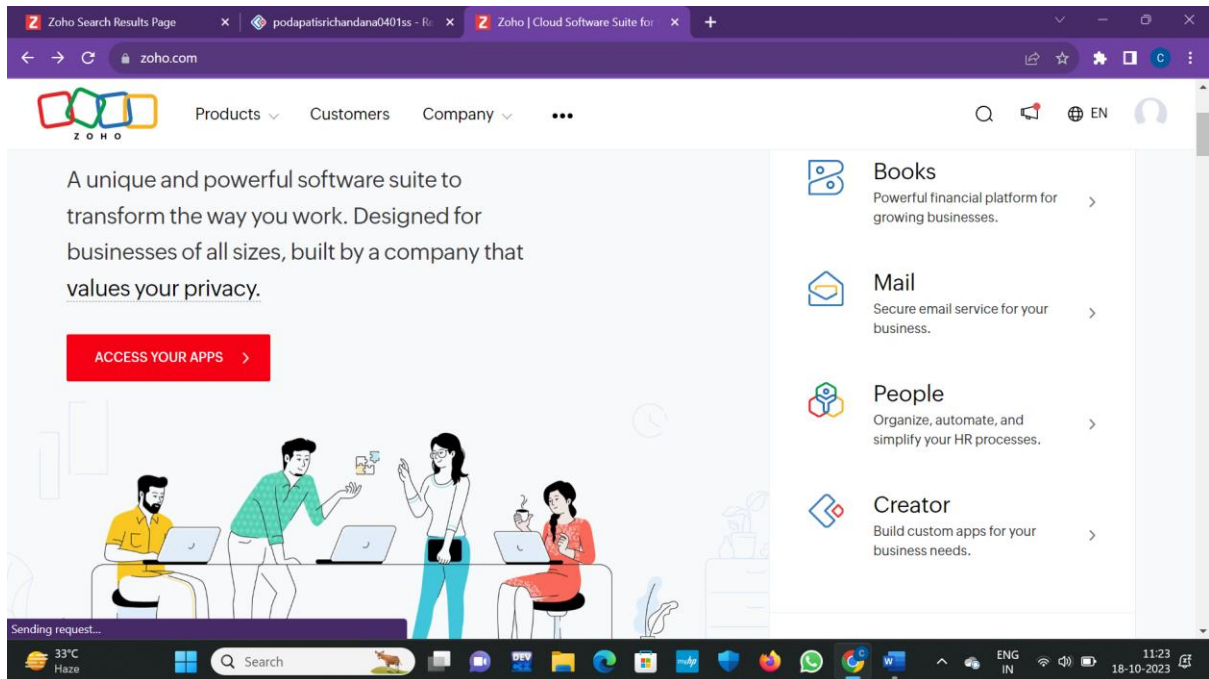 Zoho Search Results Page
podapatisrichandana0401ss - Re
Zoho | Cloud Software Suite for
zoho.com
C
ZOHO
Products
Customers
Company
EN
A unique and powerful software suite to
transform the way you work. Designed for
businesses of all sizes, built by a company that
values your privacy.
ACCESS YOUR APPS
Books
Powerful financial platform for
growing businesses.
Mail
Secure email service for your
business.
People
Organize, automate, and
simplify your HR processes.
Creator
Build custom apps for your
business needs.
Sending request...
33°C
Haze
Search
DEV
myhp
C
W
ENG
IN
11:23
18-10-2023